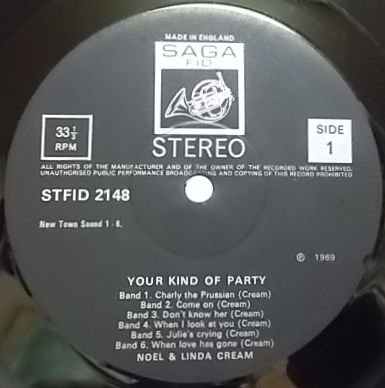 MADE IN ENGLAND
SAGA
FID
STEREO
33⅓
RPM
SIDE
1
ALL RIGHTS OF THE MANUFACTURER AND OF THE OWNER OF THE RECORDED WORK RESERVED.
UNAUTHORISED PUBLIC PERFORMANCE BROADCASTING AND COPYING OF THIS RECORD PROHIBITED
STFID 2148
New Town Sound 1 - 6.
℗ 1969
YOUR KIND OF PARTY
Band 1. Charly the Prussian (Cream)
Band 2. Come on (Cream)
Band 3. Don't know her (Cream)
Band 4. When I look at you (Cream)
Band 5. Julie's crying (Cream)
Band 6. When love has gone (Cream)
NOEL & LINDA CREAM